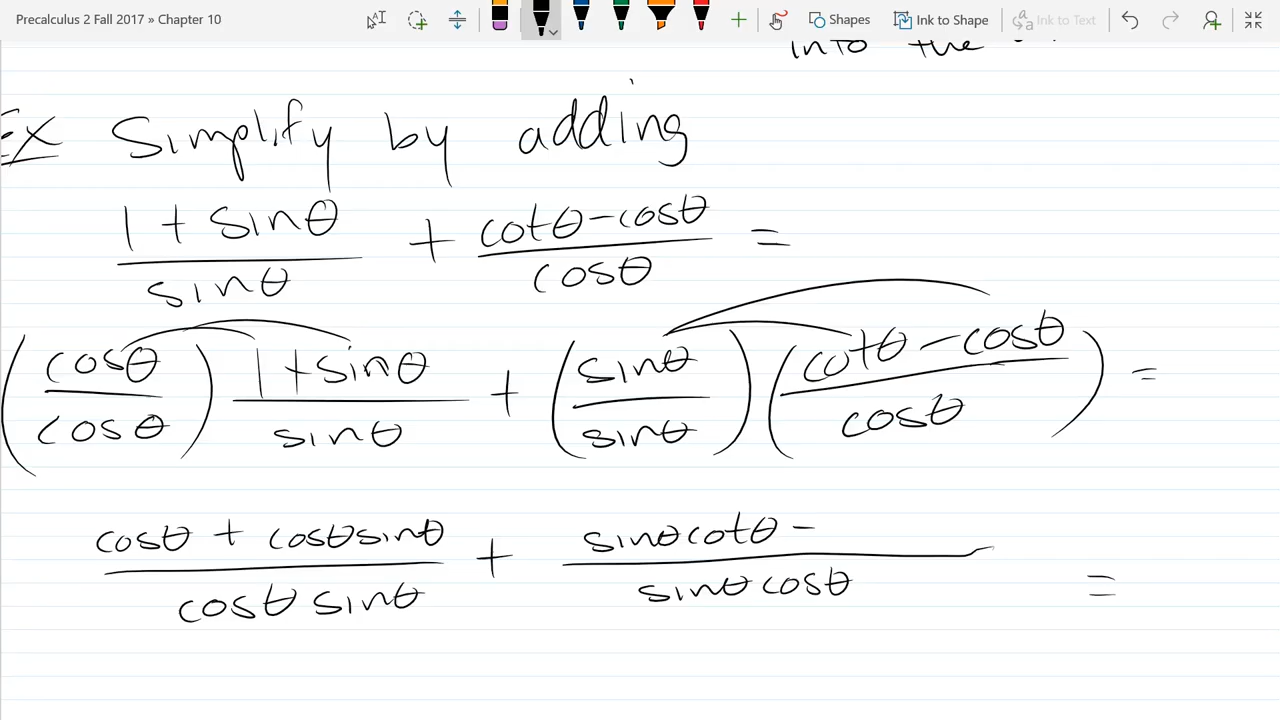 Precalculus 2 Fall 2017 » Chapter 10
Shapes
Ink to Shape
Ink to Text
into the
EX Simplify by adding
(1 + sinθ)/(sinθ) + (cotθ - cosθ)/(cosθ) =
(cosθ/cosθ) (1 + sinθ)/(sinθ) + (sinθ/sinθ) ((cotθ - cosθ)/(cosθ)) =
(cosθ + cosθsinθ)/(cosθ sinθ) + (sinθcotθ -)/(sinθ cosθ) =